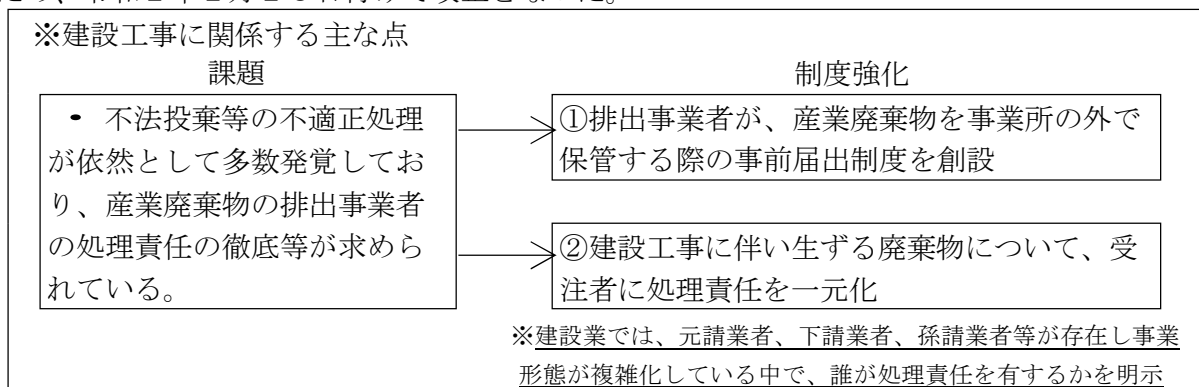 ※建設工事に関係する主な点
課題
制度強化
・ 不法投棄等の不適正処理
が依然として多数発覚してお
り、産業廃棄物の排出事業者
の処理責任の徹底等が求めら
れている。
①排出事業者が、産業廃棄物を事業所の外で
保管する際の事前届出制度を創設
②建設工事に伴い生ずる廃棄物について、受
注者に処理責任を一元化
※建設業では、元請業者、下請業者、孫請業者等が存在し事業
形態が複雑化している中で、誰が処理責任を有するかを明示